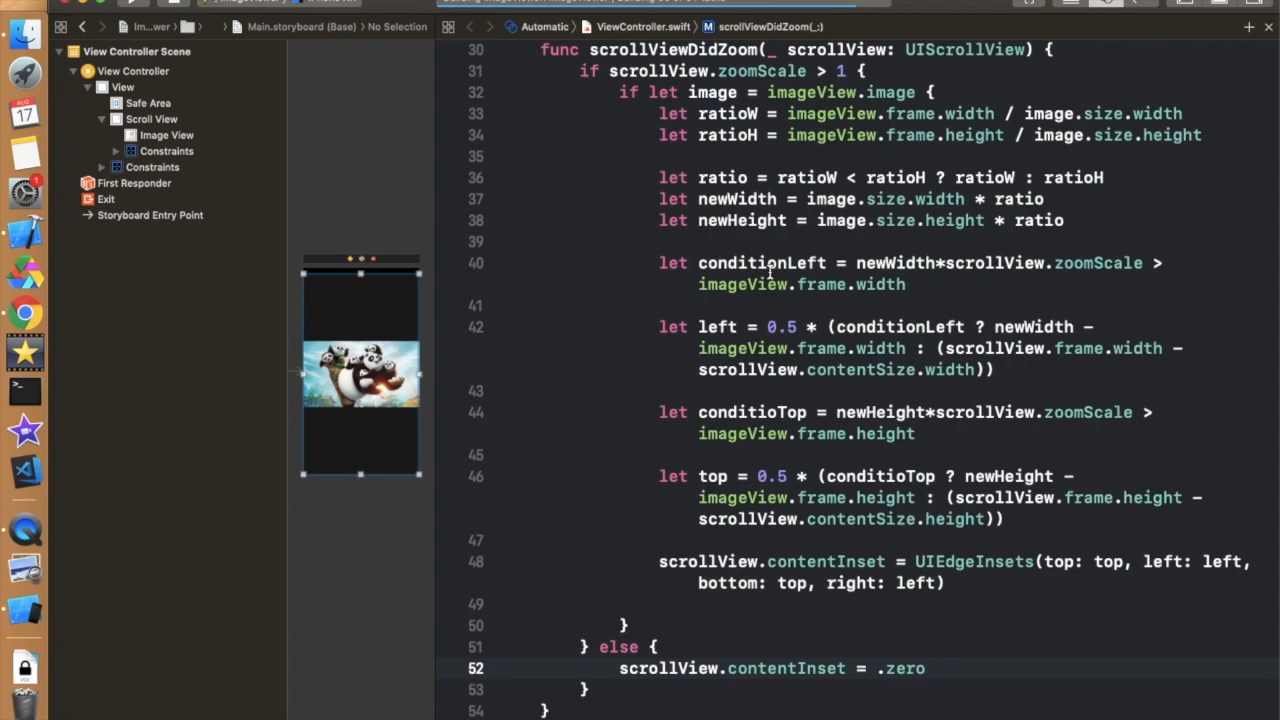 Im...wer
Main.storyboard (Base)
No Selection
Automatic
ViewController.swift
M
scrollViewDidZoom(_:)
View Controller Scene
View Controller
View
Safe Area
Scroll View
Image View
Constraints
Constraints
First Responder
Exit
Storyboard Entry Point
AUG
17
1
30 func scrollViewDidZoom(_ scrollView: UIScrollView) {
31 if scrollView.zoomScale > 1 {
32 if let image = imageView.image {
33 let ratioW = imageView.frame.width / image.size.width
34 let ratioH = imageView.frame.height / image.size.height
35
36 let ratio = ratioW < ratioH ? ratioW : ratioH
37 let newWidth = image.size.width * ratio
38 let newHeight = image.size.height * ratio
39
40 let conditionLeft = newWidth*scrollView.zoomScale >
imageView.frame.width
41
42 let left = 0.5 * (conditionLeft ? newWidth -
imageView.frame.width : (scrollView.frame.width -
scrollView.contentSize.width))
43
44 let conditioTop = newHeight*scrollView.zoomScale >
imageView.frame.height
45
46 let top = 0.5 * (conditioTop ? newHeight -
imageView.frame.height : (scrollView.frame.height -
scrollView.contentSize.height))
47
48 scrollView.contentInset = UIEdgeInsets(top: top, left: left,
bottom: top, right: left)
49
50 }
51 } else {
52 scrollView.contentInset = .zero
53 }
54 }